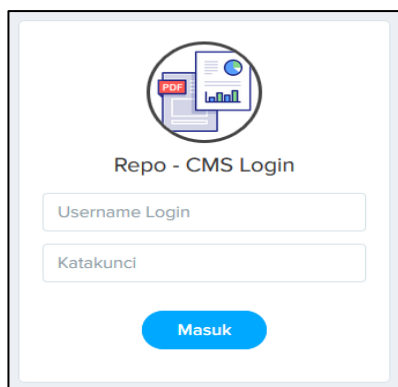 PDF
Repo - CMS Login
Username Login
Katakunci
Masuk